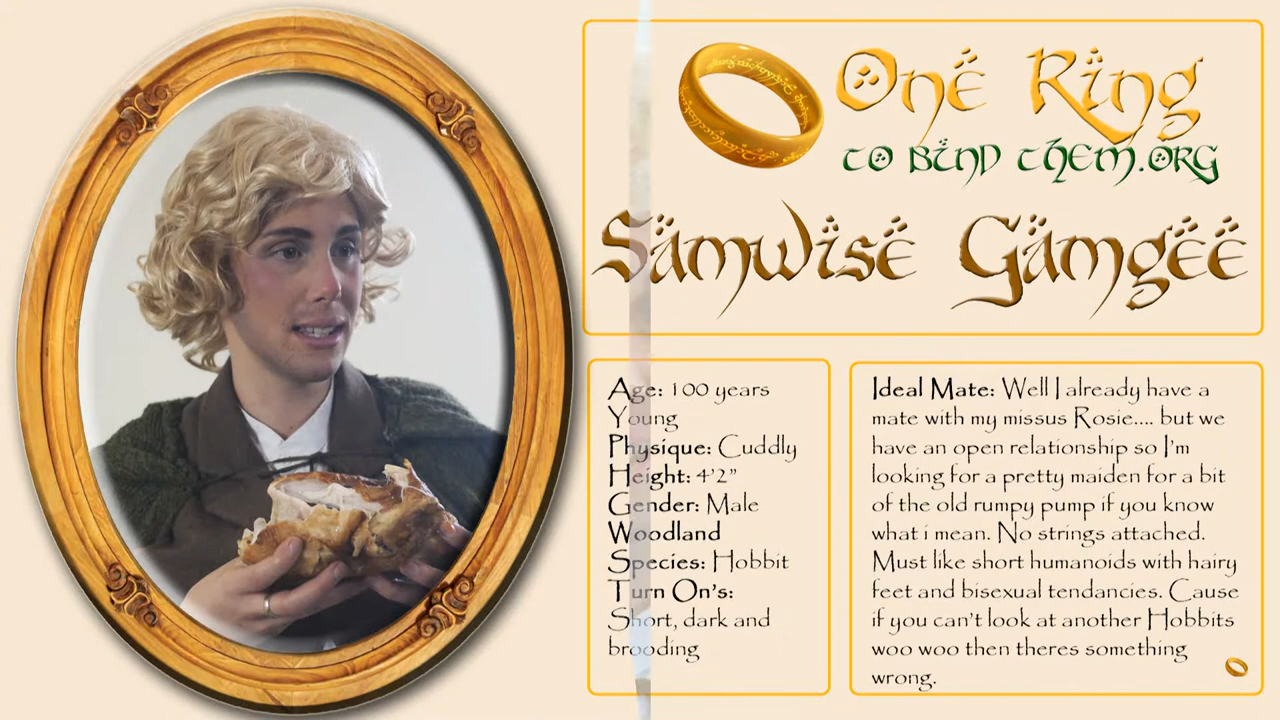 One Ring
to bind them.org
Samwise Gamgee
Age: 100 years
Young
Physique: Cuddly
Height: 4'2"
Gender: Male
Woodland
Species: Hobbit
Turn On's:
Short, dark and
brooding
Ideal Mate: Well I already have a
mate with my missus Rosie.... but we
have an open relationship so I'm
looking for a pretty maiden for a bit
of the old rumpy pump if you know
what i mean. No strings attached.
Must like short humanoids with hairy
feet and bisexual tendancies. Cause
if you can't look at another Hobbits
woo woo then theres something
wrong.